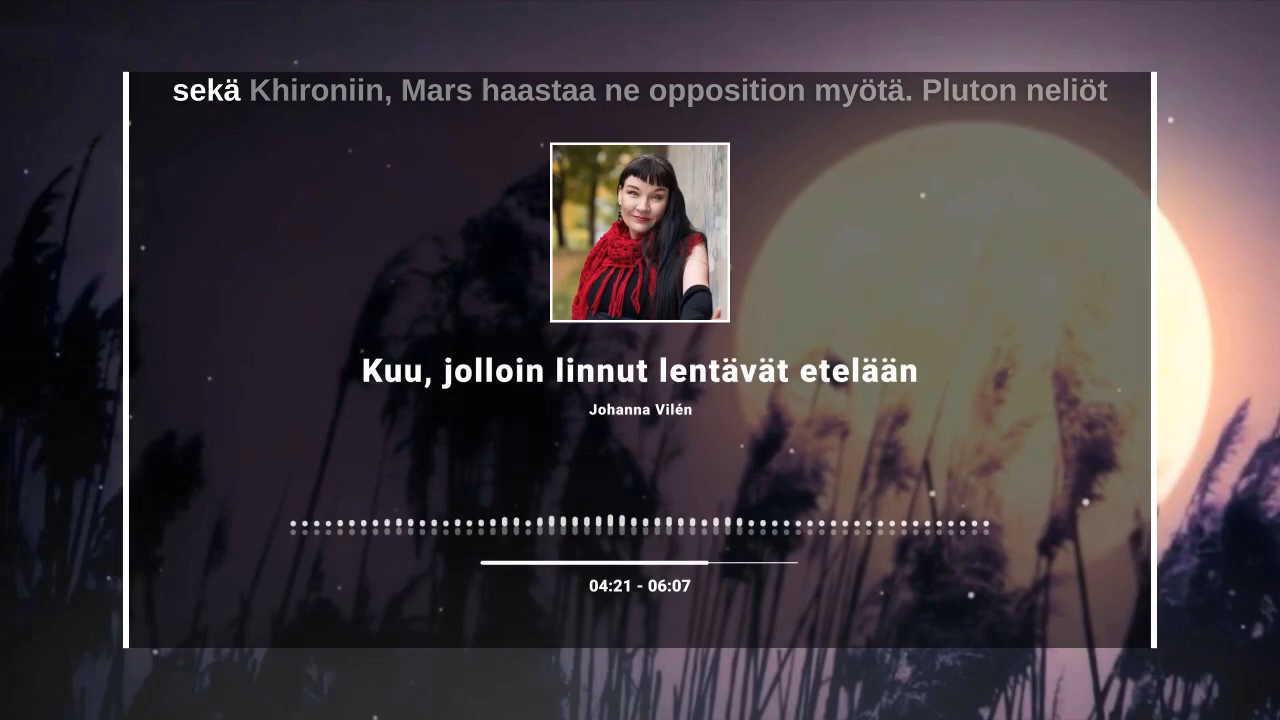 sekä Khironiin, Mars haastaa ne opposition myötä. Pluton neliöt
Kuu, jolloin linnut lentävät etelään
Johanna Vilén
04:21 - 06:07